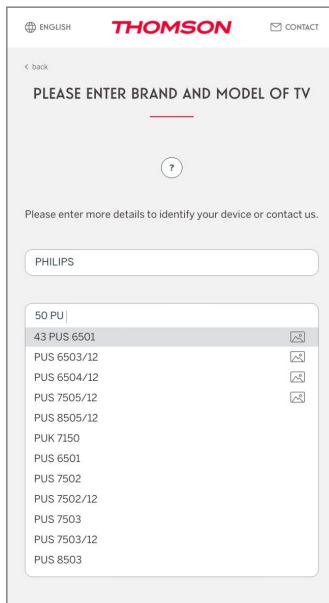 ENGLISH THOMSON CONTACT
< back
PLEASE ENTER BRAND AND MODEL OF TV
?
Please enter more details to identify your device or contact us.
PHILIPS
50 PU
43 PUS 6501
PUS 6503/12
PUS 6504/12
PUS 7505/12
PUS 8505/12
PUK 7150
PUS 6501
PUS 7502
PUS 7502/12
PUS 7503
PUS 7503/12
PUS 8503